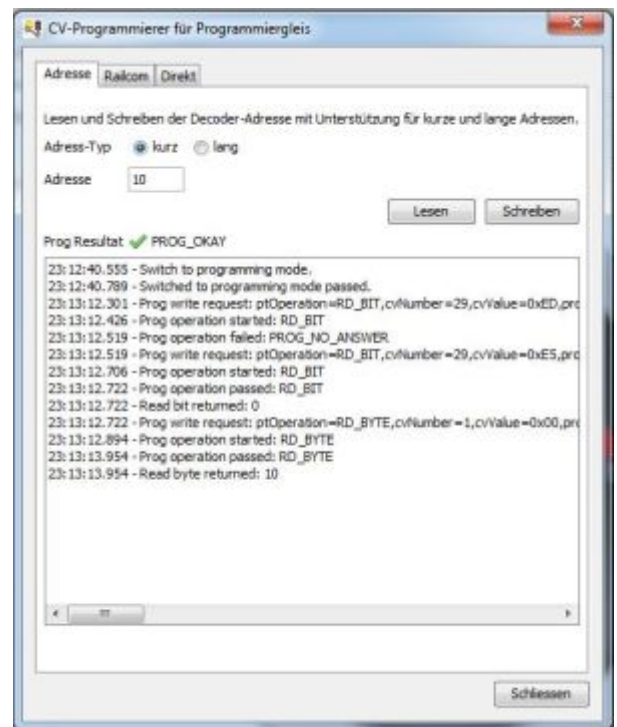 CV-Programmierer für Programmiergleis
Adresse Railcom Direkt
Lesen und Schreiben der Decoder-Adresse mit Unterstützung für kurze und lange Adressen.
Adress-Typ kurz lang
Adresse 10
Lesen Schreiben
Prog Resultat PROG_OKAY
23:12:40.555 - Switch to programming mode.
23:12:40.789 - Switched to programming mode passed.
23:13:12.301 - Prog write request: ptOperation=RD_BIT,cvNumber=29,cvValue=0xED,pro
23:13:12.426 - Prog operation started: RD_BIT
23:13:12.519 - Prog operation failed: PROG_NO_ANSWER
23:13:12.519 - Prog write request: ptOperation=RD_BIT,cvNumber=29,cvValue=0xE5,pro
23:13:12.706 - Prog operation started: RD_BIT
23:13:12.722 - Prog operation passed: RD_BIT
23:13:12.722 - Read bit returned: 0
23:13:12.722 - Prog write request: ptOperation=RD_BYTE,cvNumber=1,cvValue=0x00,pro
23:13:12.894 - Prog operation started: RD_BYTE
23:13:13.954 - Prog operation passed: RD_BYTE
23:13:13.954 - Read byte returned: 10
Schliessen